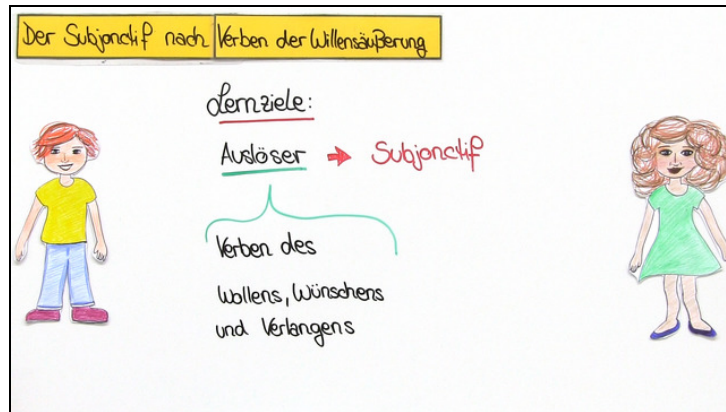 Der Subjonctif nach Verben der Willensäußerung
Lernziele:
Auslöser → Subjonctif
Verben des
Wollens, Wünschens
und Verlangens